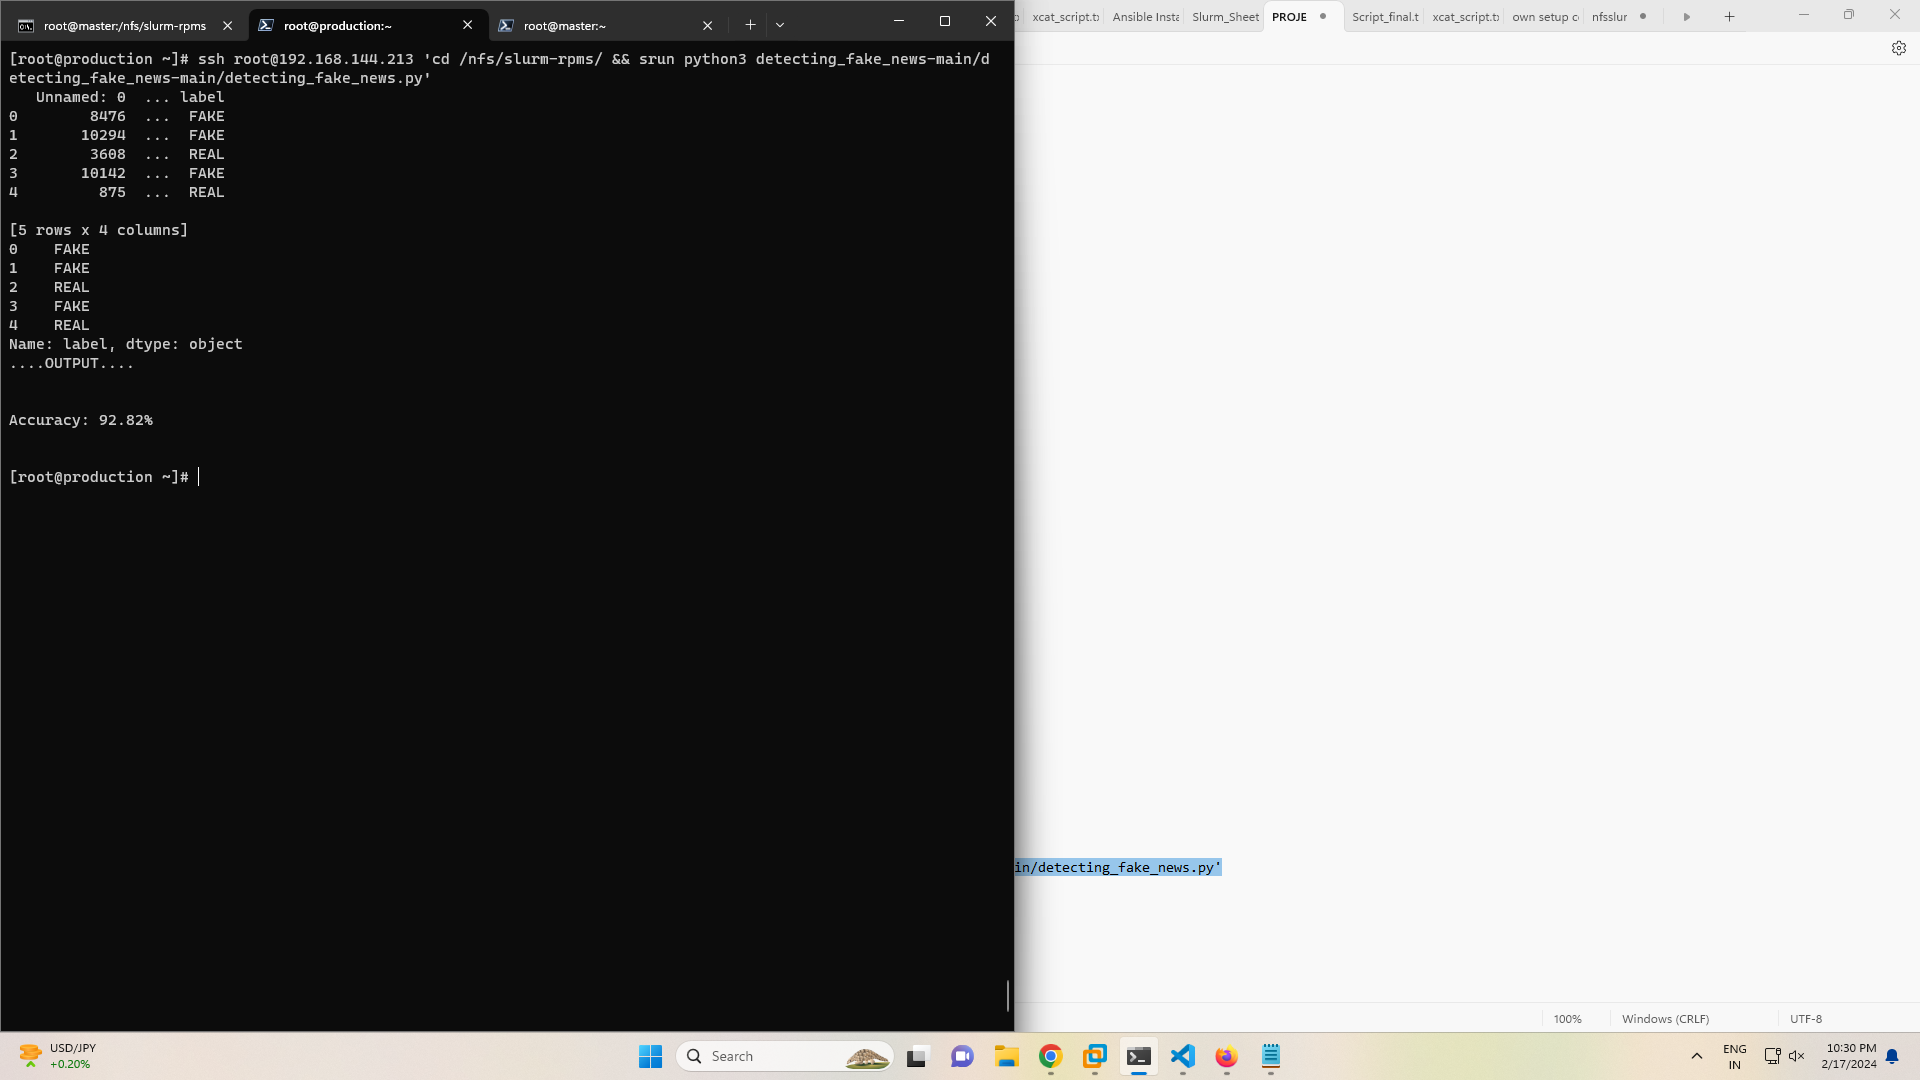 root@master:/nfs/slurm-rpms
root@production:~
root@master:~
xcat_script.t
Ansible Inst
Slurm_Sheet
PROJE
Script_final.t
xcat_script.t
own setup c
nfsslur
[root@production ~]# ssh root@192.168.144.213 'cd /nfs/slurm-rpms/ && srun python3 detecting_fake_news-main/d
etecting_fake_news-main/detecting_fake_news.py'
   Unnamed: 0  ... label
0        8476  ...  FAKE
1       10294  ...  FAKE
2        3608  ...  REAL
3       10142  ...  FAKE
4         875  ...  REAL
[5 rows x 4 columns]
0    FAKE
1    FAKE
2    REAL
3    FAKE
4    REAL
Name: label, dtype: object
....OUTPUT....
Accuracy: 92.82%
[root@production ~]#
in/detecting_fake_news.py'
100%
Windows (CRLF)
UTF-8
USD/JPY
+0.20%
Search
ENG
IN
10:30 PM
2/17/2024